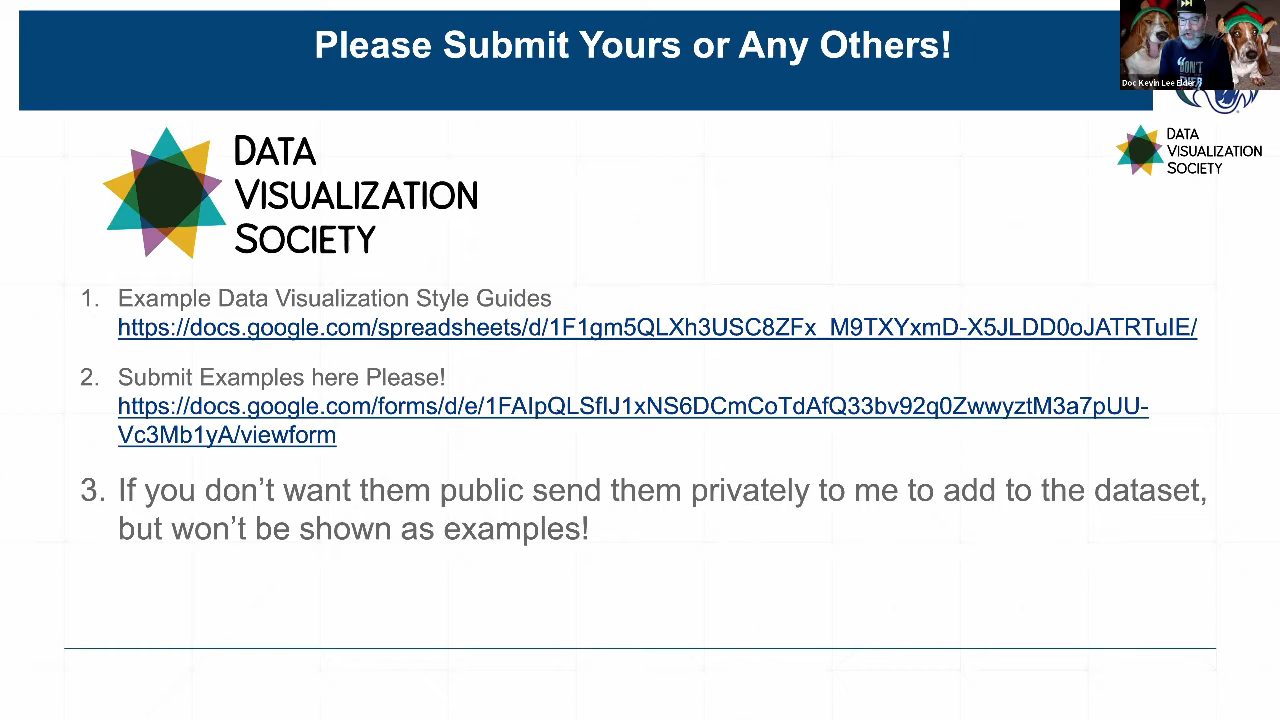 Please Submit Yours or Any Others!
"DON'T
Doc Kevin Lee Elder
DATA
VISUALIZATION
SOCIETY
DATA
VISUALIZATION
SOCIETY
1. Example Data Visualization Style Guides
https://docs.google.com/spreadsheets/d/1F1gm5QLXh3USC8ZFx_M9TXYxmD-X5JLDD0oJATRTuIE/
2. Submit Examples here Please!
https://docs.google.com/forms/d/e/1FAIpQLSfIJ1xNS6DCmCoTdAfQ33bv92q0ZwwyztM3a7pUU-
Vc3Mb1yA/viewform
3. If you don't want them public send them privately to me to add to the dataset,
but won't be shown as examples!